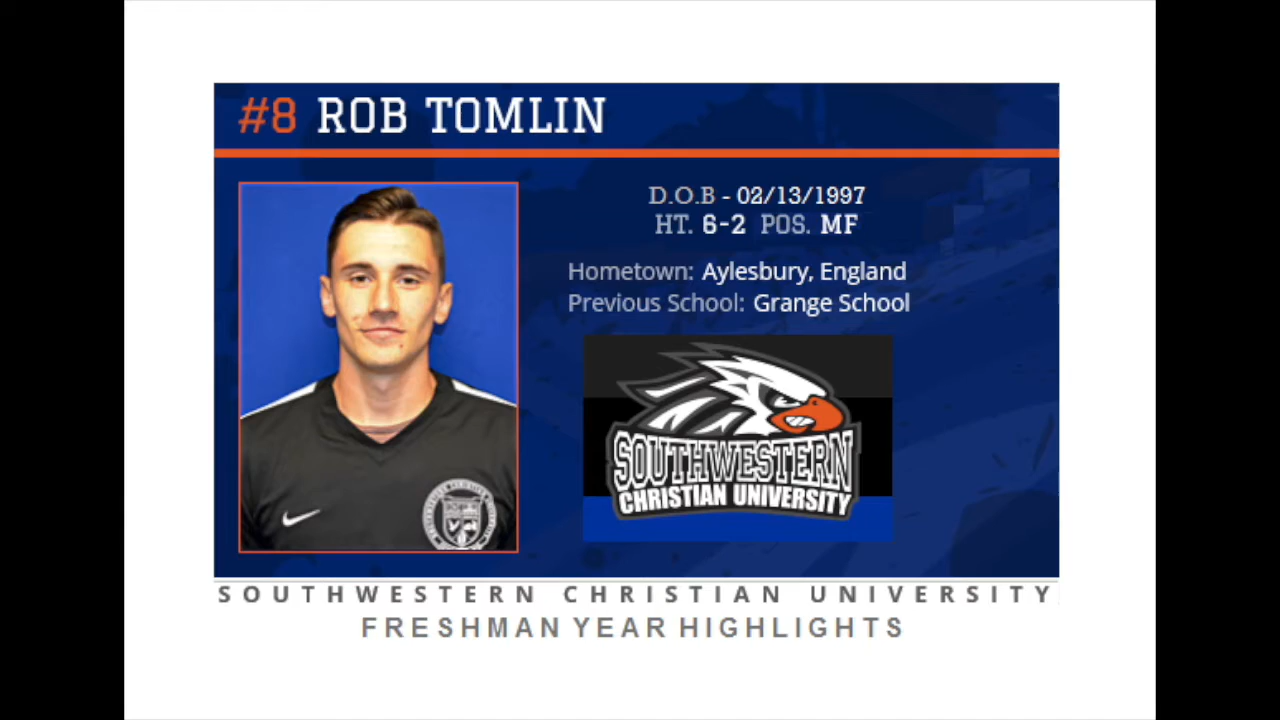 #8 ROB TOMLIN
D.O.B - 02/13/1997
HT. 6-2 POS. MF
Hometown: Aylesbury, England
Previous School: Grange School
SOUTHWESTERN
CHRISTIAN UNIVERSITY
SOUTHWESTERN CHRISTIAN UNIVERSITY
FRESHMAN YEAR HIGHLIGHTS